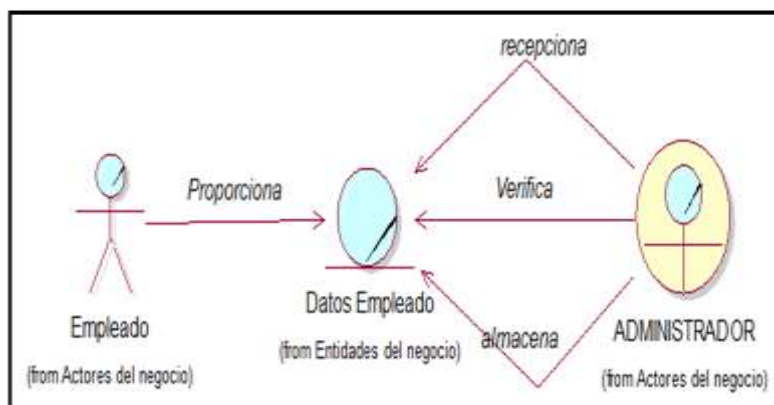 recepciona
Proporciona
Verifica
Empleado
(from Actores del negocio)
Datos Empleado
(from Entidades del negocio)
almacena
ADMINISTRADOR
(from Actores del negocio)